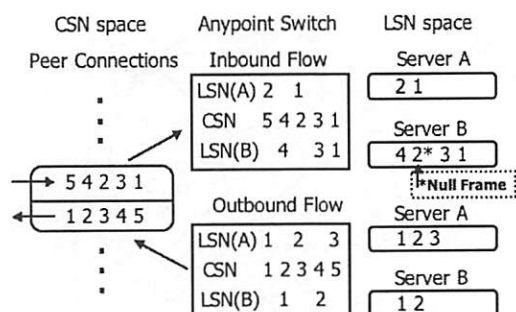 CSN space
Anypoint Switch
LSN space
Peer Connections
Inbound Flow
Server A
LSN(A) 2 1
2 1
CSN 5 4 2 3 1
LSN(B) 4 3 1
Server B
4 2* 3 1
*Null Frame
5 4 2 3 1
1 2 3 4 5
Outbound Flow
Server A
LSN(A) 1 2 3
1 2 3
CSN 1 2 3 4 5
LSN(B) 1 2
Server B
1 2